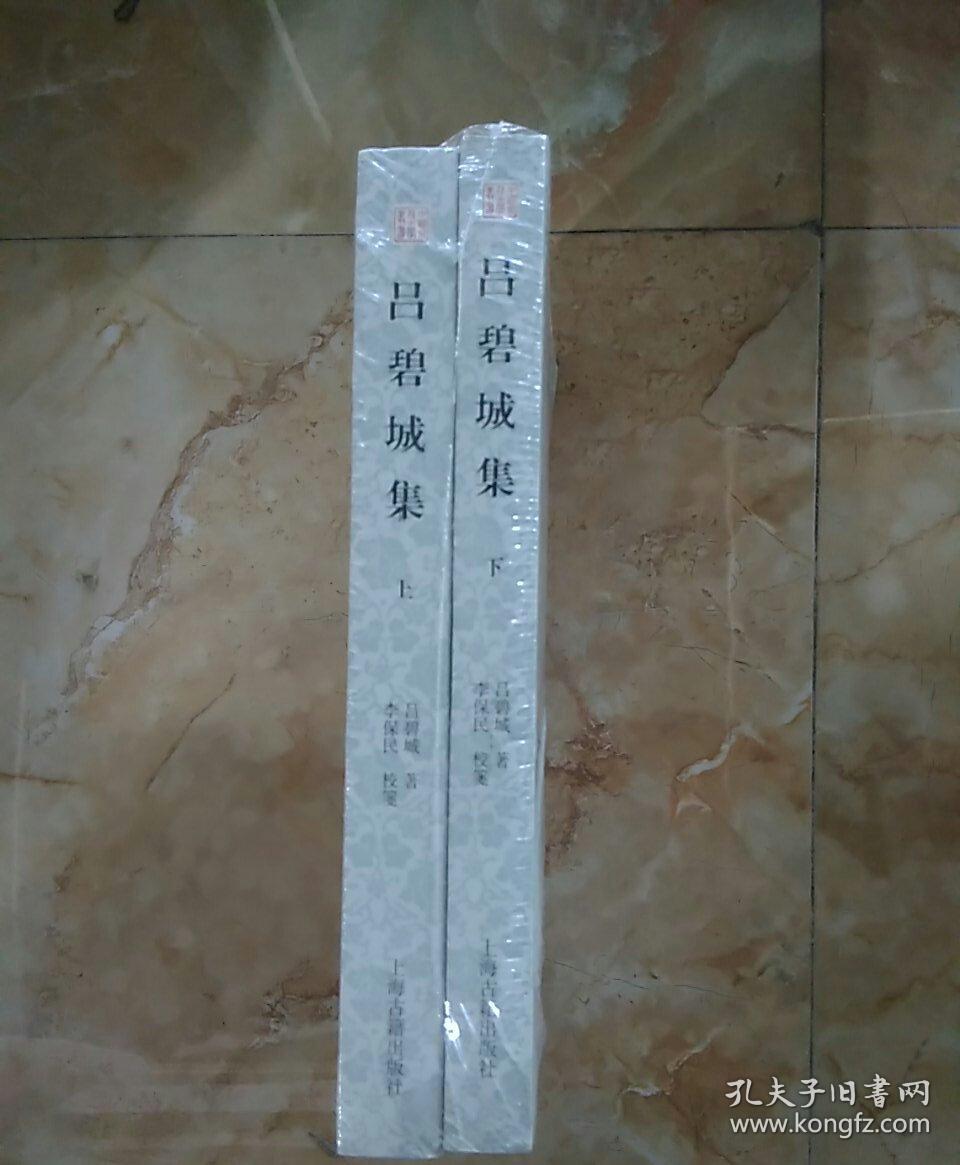 吕碧城集
上
吕碧城 著
李保民 校笺
上海古籍出版社
吕碧城集
下
吕碧城 著
李保民 校笺
上海古籍出版社
孔夫子旧书网
www.kongfz.com